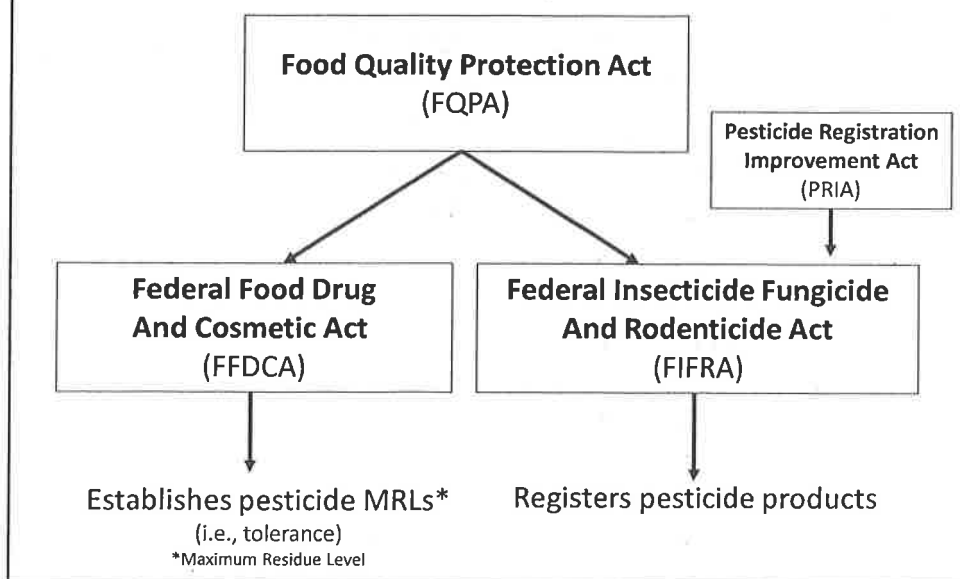 Food Quality Protection Act
(FQPA)
Pesticide Registration
Improvement Act
(PRIA)
Federal Food Drug
And Cosmetic Act
(FFDCA)
Federal Insecticide Fungicide
And Rodenticide Act
(FIFRA)
Establishes pesticide MRLs*
(i.e., tolerance)
*Maximum Residue Level
Registers pesticide products